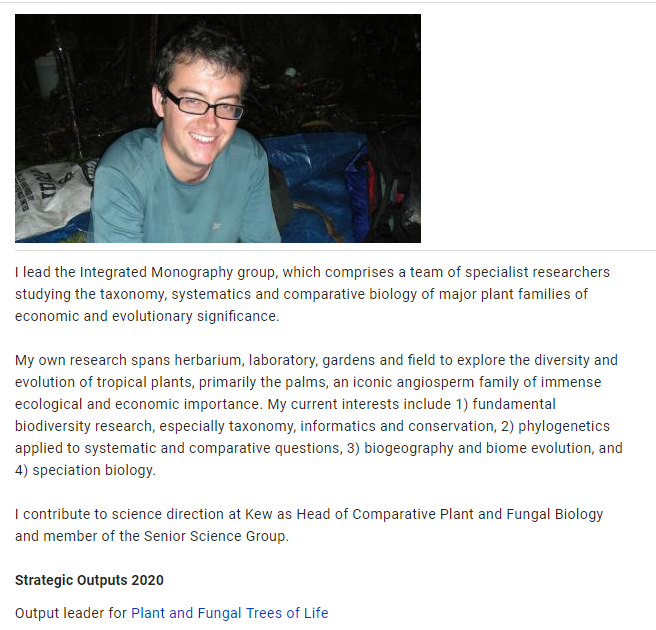 I lead the Integrated Monography group, which comprises a team of specialist researchers
studying the taxonomy, systematics and comparative biology of major plant families of
economic and evolutionary significance.
My own research spans herbarium, laboratory, gardens and field to explore the diversity and
evolution of tropical plants, primarily the palms, an iconic angiosperm family of immense
ecological and economic importance. My current interests include 1) fundamental
biodiversity research, especially taxonomy, informatics and conservation, 2) phylogenetics
applied to systematic and comparative questions, 3) biogeography and biome evolution, and
4) speciation biology.
I contribute to science direction at Kew as Head of Comparative Plant and Fungal Biology
and member of the Senior Science Group.
Strategic Outputs 2020
Output leader for Plant and Fungal Trees of Life